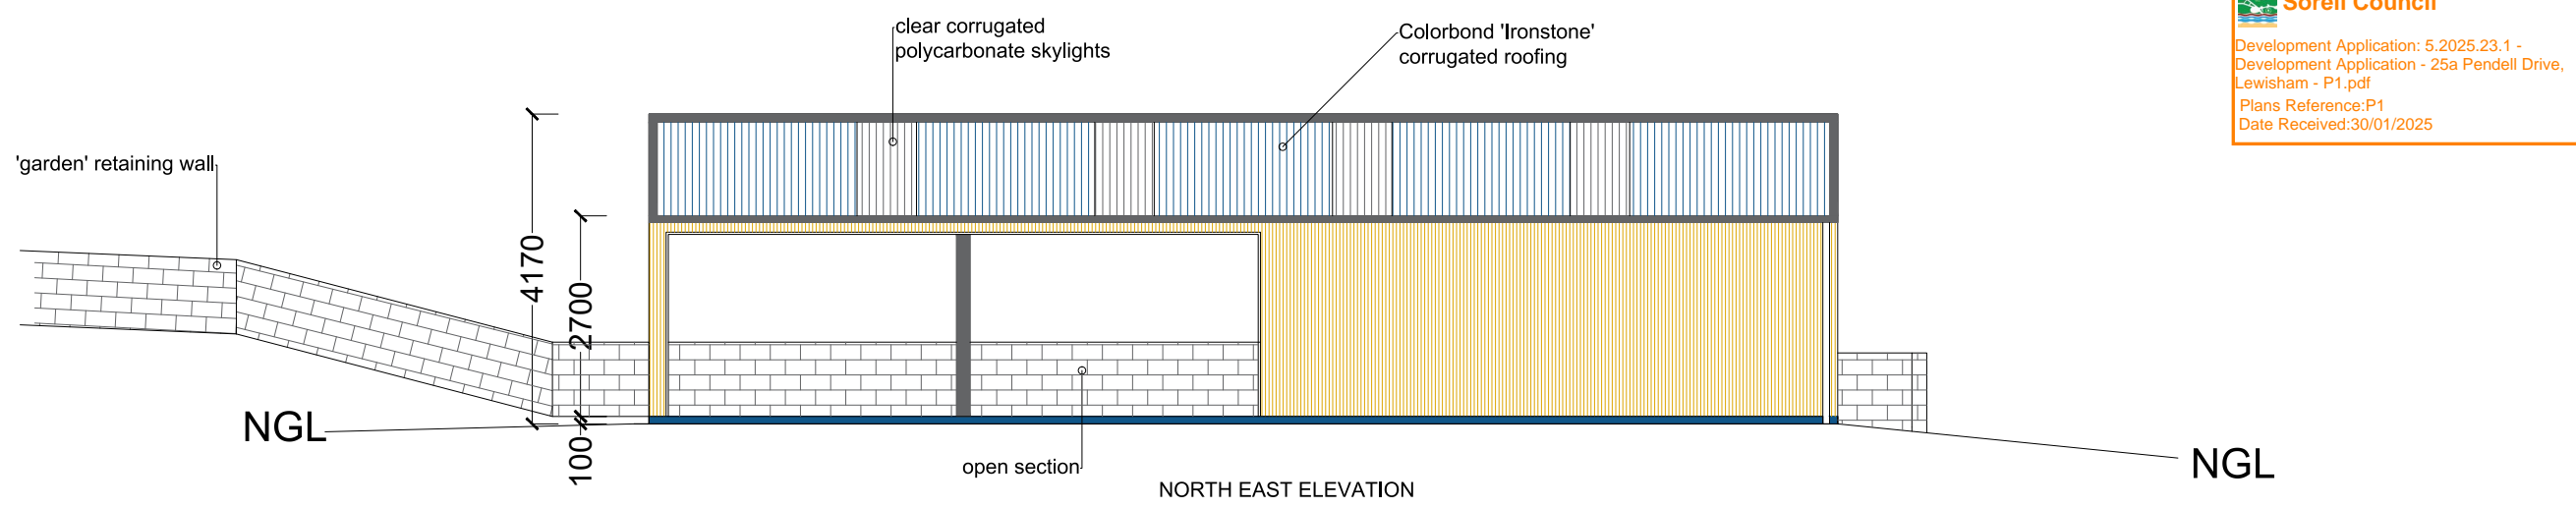 clear corrugated
polycarbonate skylights
Colorbond 'Ironstone'
corrugated roofing
Sorell Council
Development Application: 5.2025.23.1 -
Development Application - 25a Pendell Drive,
Lewisham - P1.pdf
Plans Reference:P1
Date Received:30/01/2025
'garden' retaining wall
4170
2700
100
NGL
open section
NORTH EAST ELEVATION
NGL